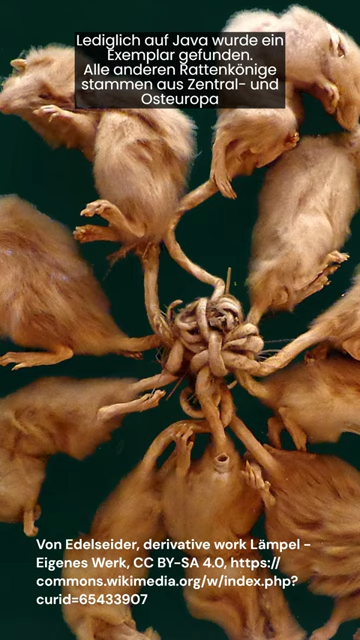 Lediglich auf Java wurde ein
Exemplar gefunden.
Alle anderen Rattenkönige
stammen aus Zentral- und
Osteuropa
Von Edelseider, derivative work Lämpel -
Eigenes Werk, CC BY-SA 4.0, https://
commons.wikimedia.org/w/index.php?
curid=65433907